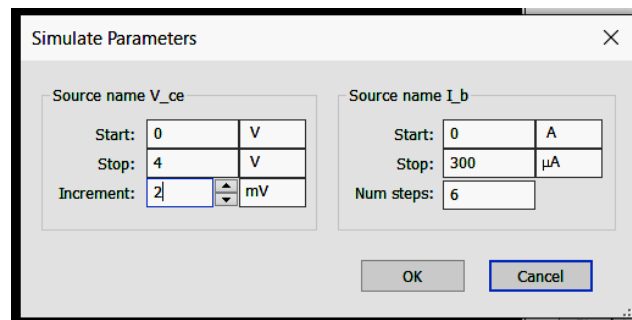 Simulate Parameters
Source name V_ce
Start: 0 V
Stop: 4 V
Increment: 2 mV
Source name I_b
Start: 0 A
Stop: 300 µA
Num steps: 6
OK
Cancel